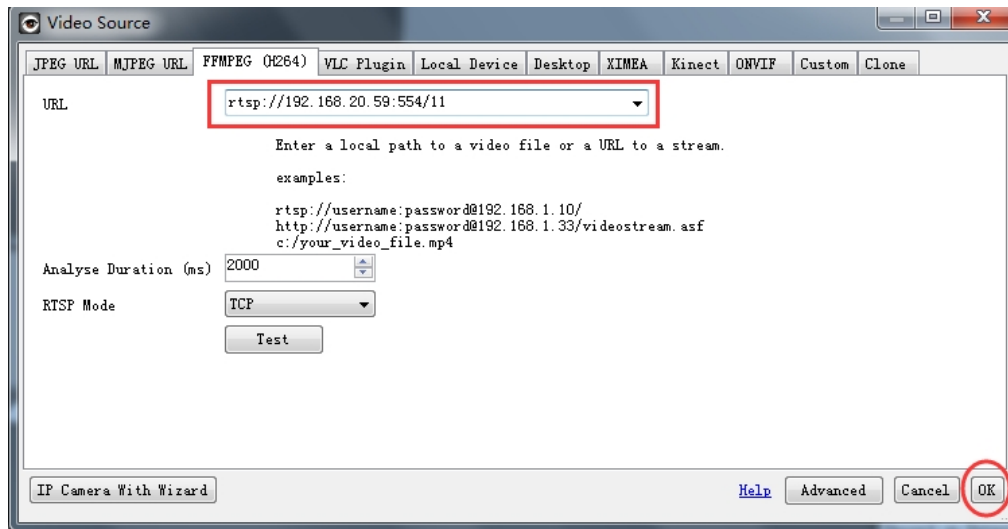 Video Source
JPEG URL MJPEG URL FFMPEG (H264) VLC Plugin Local Device Desktop XIMEA Kinect ONVIF Custom Clone
URL rtsp://192.168.20.59:554/11
Enter a local path to a video file or a URL to a stream.
examples:
rtsp://username:password@192.168.1.10/
http://username:password@192.168.1.33/videostream.asf
c:/your_video_file.mp4
Analyse Duration (ms) 2000
RTSP Mode TCP
Test
IP Camera With Wizard Help Advanced Cancel OK